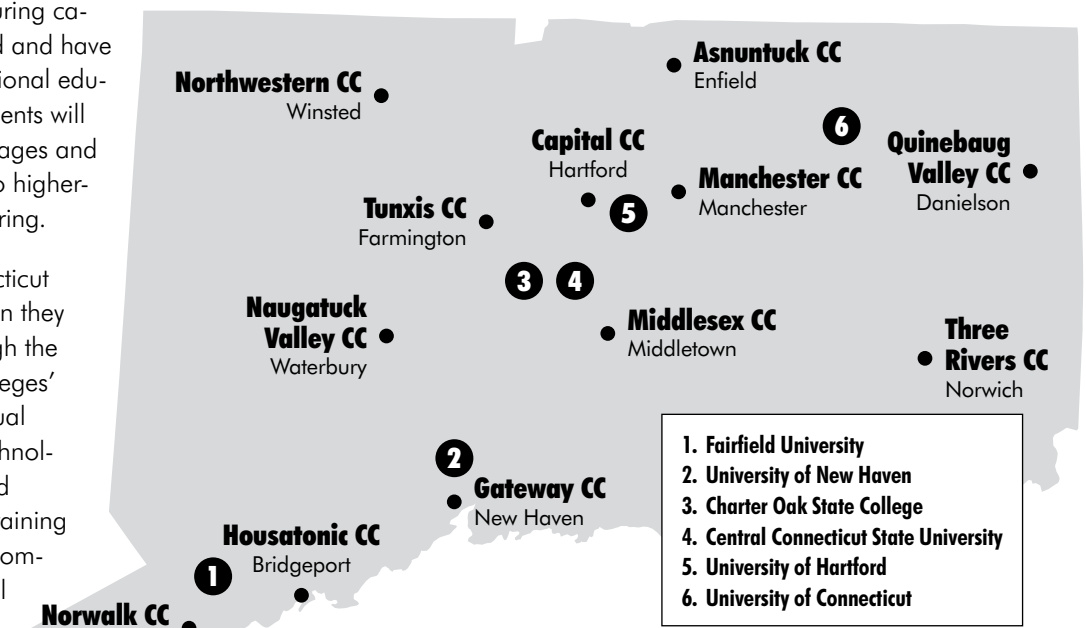 uring ca-
d and have
ional edu-
ents will
ages and
o higher-
ring.
cticut
n they
gh the
eges'
ual
hnol-
d
aining
om-
l
Northwestern CC
Winsted
Asnuntuck CC
Enfield
6
Capital CC
Hartford
Quinebaug
Valley CC
Danielson
Manchester CC
Manchester
5
Tunxis CC
Farmington
3
4
Naugatuck
Valley CC
Waterbury
Middlesex CC
Middletown
Three
Rivers CC
Norwich
2
Gateway CC
New Haven
Housatonic CC
Bridgeport
1
Norwalk CC
1. Fairfield University
2. University of New Haven
3. Charter Oak State College
4. Central Connecticut State University
5. University of Hartford
6. University of Connecticut